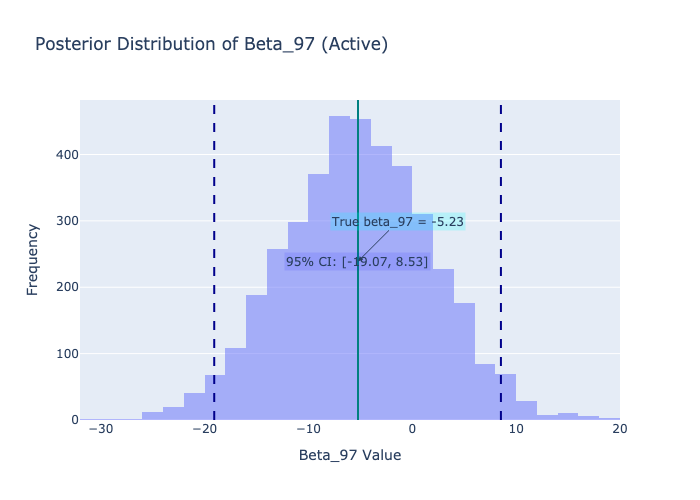 Posterior Distribution of Beta_97 (Active)
400
300
200
100
0
Frequency
True beta_97 = -5.23
95% CI: [-19.07, 8.53]
−30
−20
−10
0
10
20
Beta_97 Value